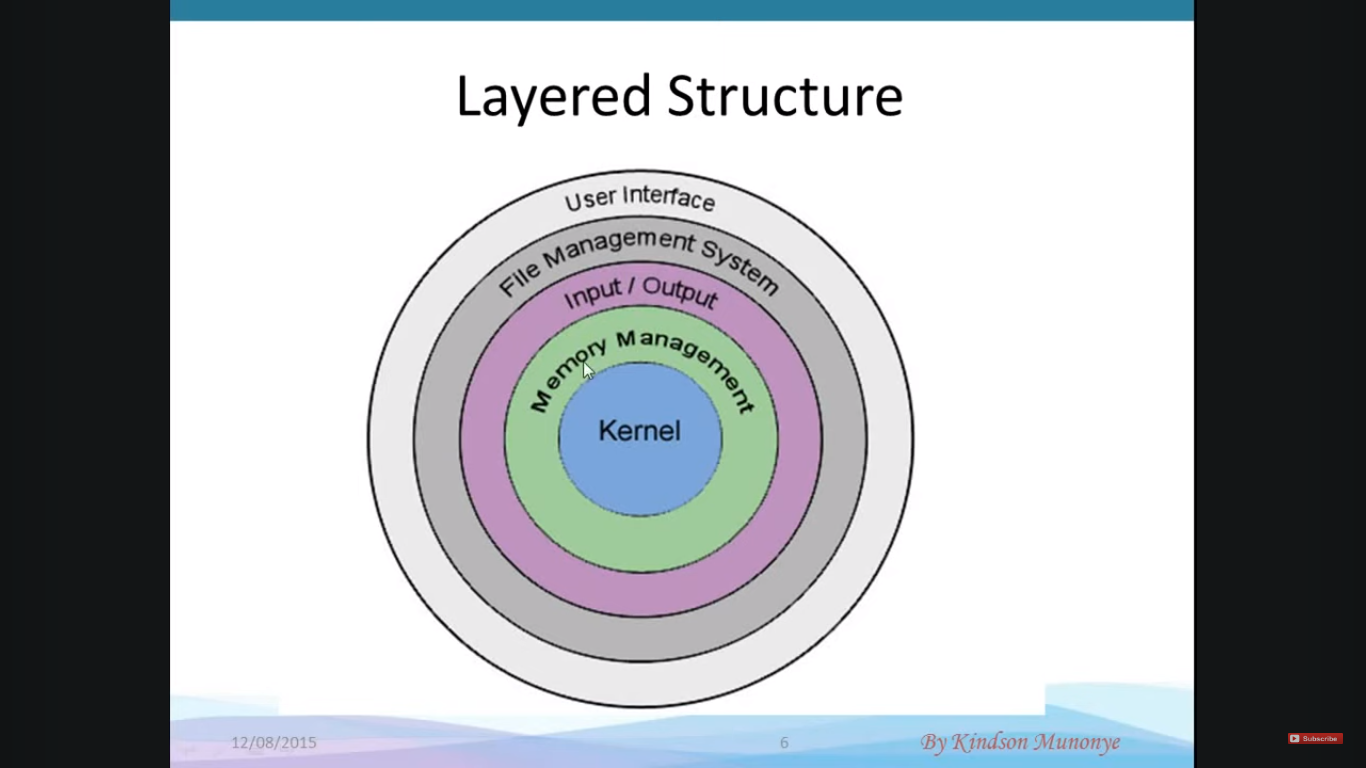 Layered Structure
User Interface
File Management System
Input / Output
Memory Management
Kernel
12/08/2015
6
By Kindson Munonye
Subscribe